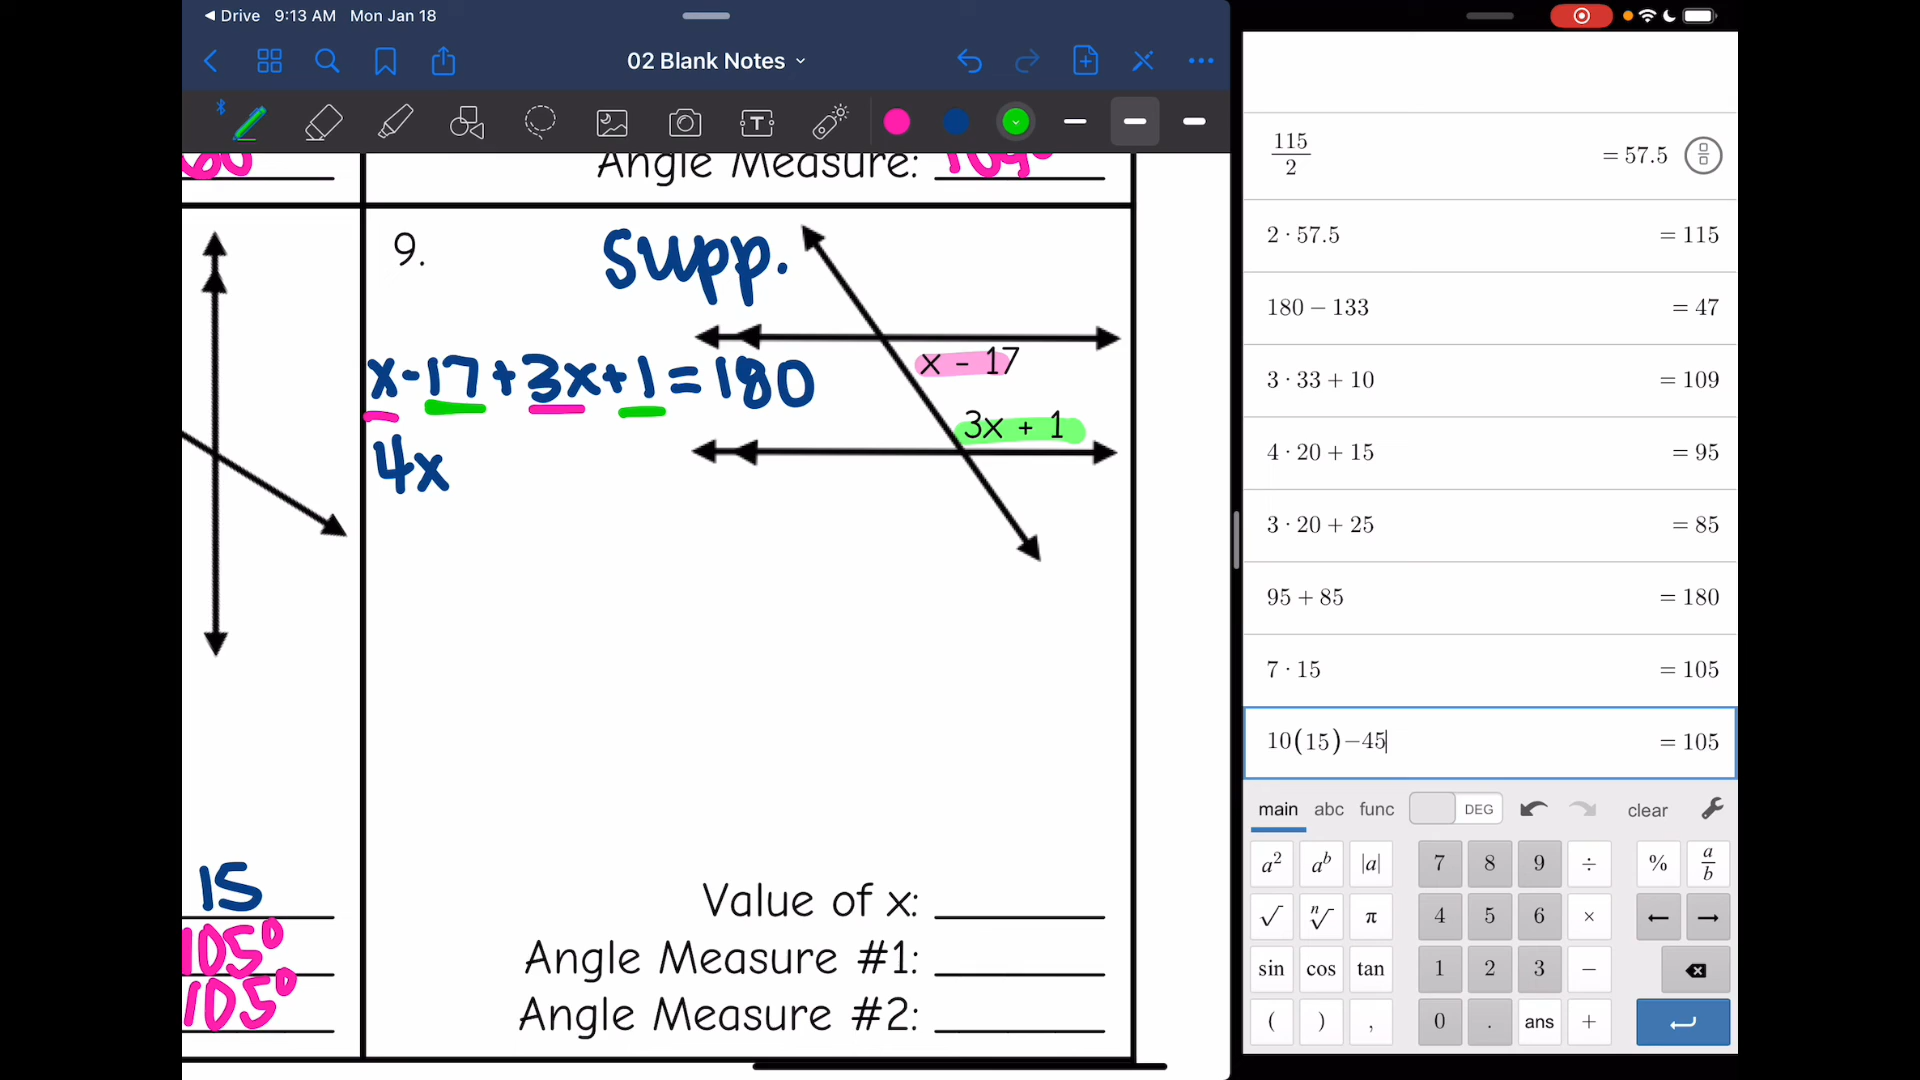 Drive 9:13 AM Mon Jan 18
02 Blank Notes
T
Angle Measure: 109°
9.
Supp.
x - 17
x-17+3x+1=180
3x + 1
4x
15
105°
105°
Value of x:
Angle Measure #1:
Angle Measure #2:
115/2 = 57.5
2 · 57.5 = 115
180 − 133 = 47
3 · 33 + 10 = 109
4 · 20 + 15 = 95
3 · 20 + 25 = 85
95 + 85 = 180
7 · 15 = 105
10(15)−45 = 105
main abc func DEG clear
a² aᵇ |a| 7 8 9 ÷ % a/b
√ ⁿ√ π 4 5 6 × ← →
sin cos tan 1 2 3 −
( ) , 0 . ans +